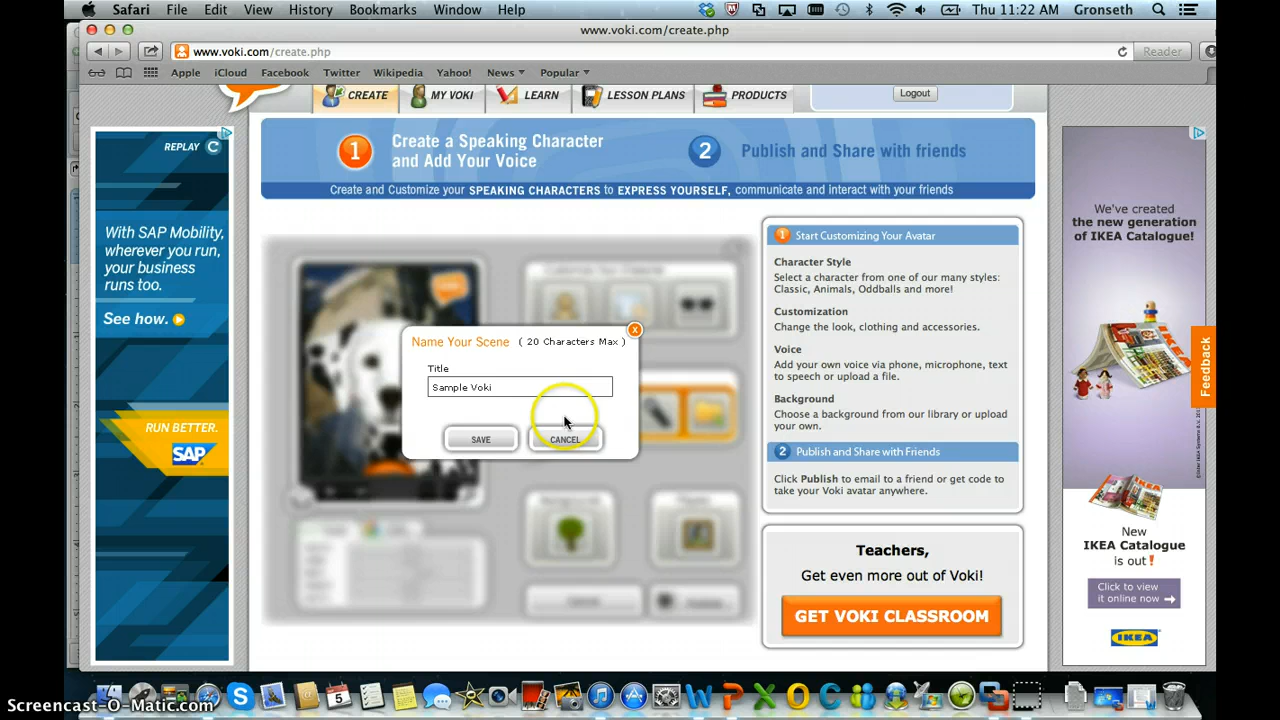 Safari File Edit View History Bookmarks Window Help Thu 11:22 AM Gronseth
www.voki.com/create.php
www.voki.com/create.php Reader
Apple iCloud Facebook Twitter Wikipedia Yahoo! News Popular
CREATE MY VOKI LEARN LESSON PLANS PRODUCTS Logout
1 Create a Speaking Character
and Add Your Voice
2 Publish and Share with friends
Create and Customize your SPEAKING CHARACTERS to EXPRESS YOURSELF, communicate and interact with your friends
REPLAY
With SAP Mobility,
wherever you run,
your business
runs too.
See how.
RUN BETTER.
SAP
Name Your Scene ( 20 Characters Max )
x
Title
Sample Voki
SAVE CANCEL
1 Start Customizing Your Avatar
Character Style
Select a character from one of our many styles:
Classic, Animals, Oddballs and more!
Customization
Change the look, clothing and accessories.
Voice
Add your own voice via phone, microphone, text
to speech or upload a file.
Background
Choose a background from our library or upload
your own.
2 Publish and Share with Friends
Click Publish to email to a friend or get code to
take your Voki avatar anywhere.
Teachers,
Get even more out of Voki!
GET VOKI CLASSROOM
We've created
the new generation
of IKEA Catalogue!
Feedback
New
IKEA Catalogue
is out!
Click to view
it online now
IKEA
5
Screencast-O-Matic.com